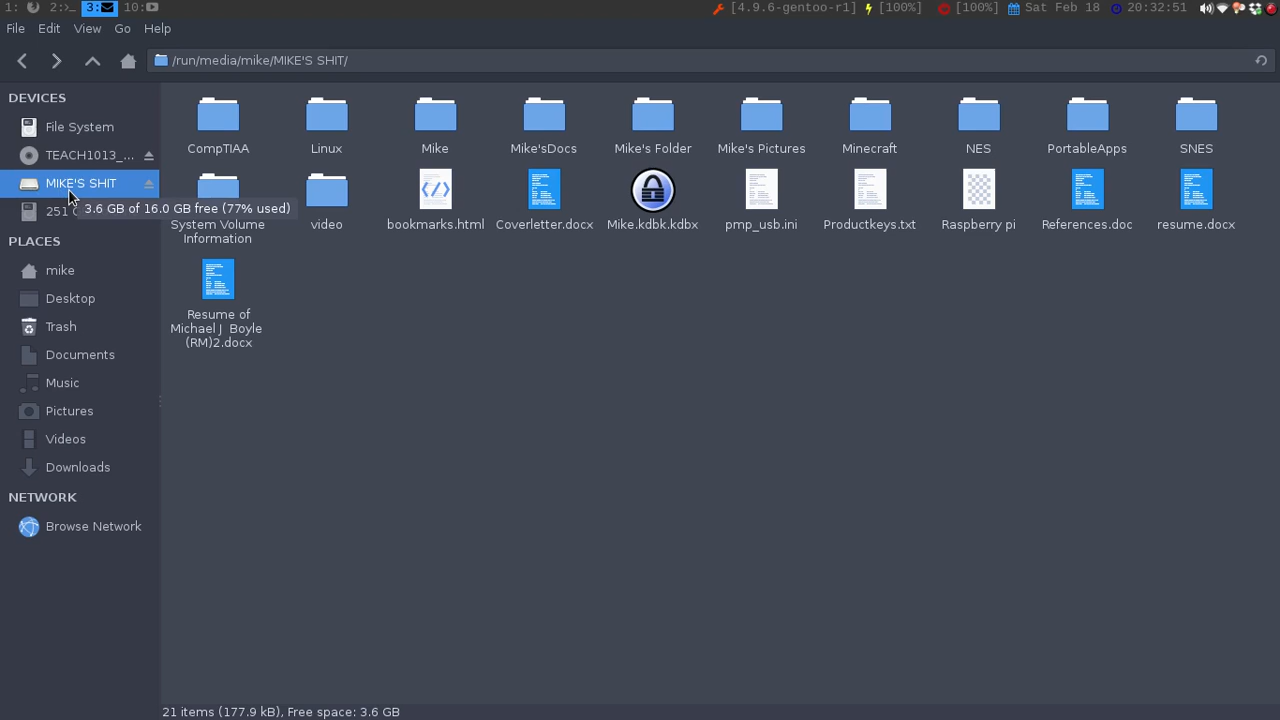 1: 2: 3: 10: [4.9.6-gentoo-r1] [100%] [100%] Sat Feb 18 20:32:51
File Edit View Go Help
/run/media/mike/MIKE'S SHIT/
DEVICES
File System
TEACH1013_...
MIKE'S SHIT
251
3.6 GB of 16.0 GB free (77% used)
PLACES
mike
Desktop
Trash
Documents
Music
Pictures
Videos
Downloads
NETWORK
Browse Network
CompTIAA Linux Mike Mike'sDocs Mike's Folder Mike's Pictures Minecraft NES PortableApps SNES
System Volume Information video bookmarks.html Coverletter.docx Mike.kdbk.kdbx pmp_usb.ini Productkeys.txt Raspberry pi References.doc resume.docx
Resume of
Michael J Boyle
(RM)2.docx
21 items (177.9 kB), Free space: 3.6 GB